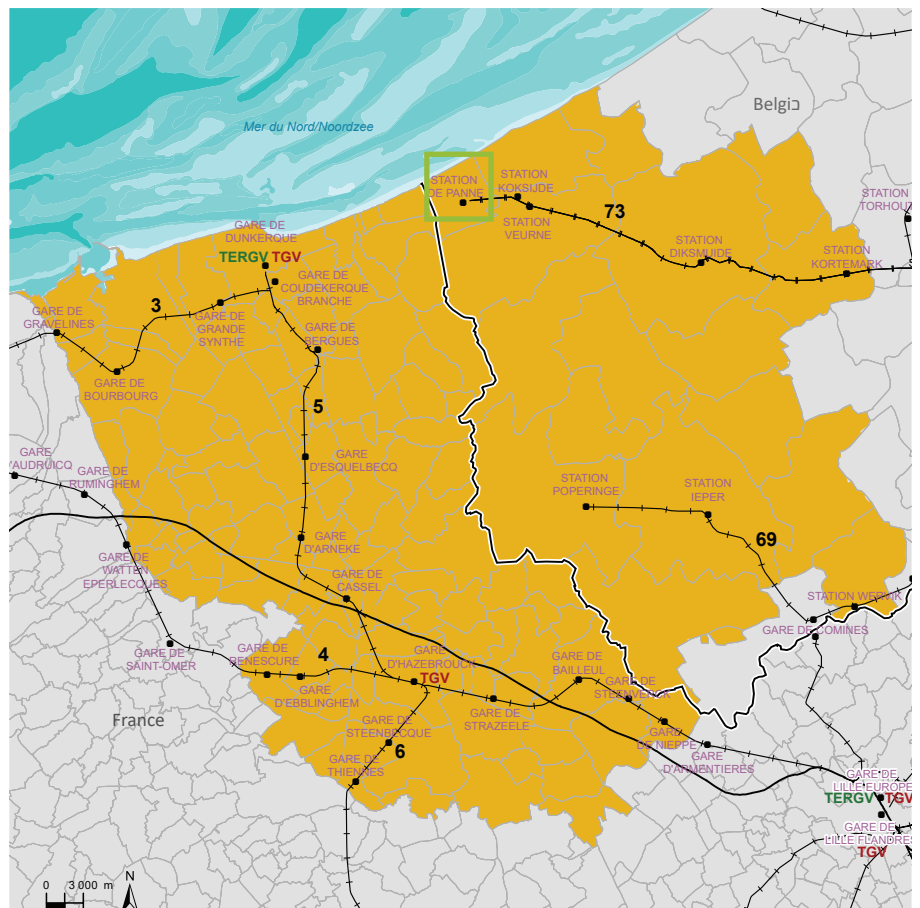 Belgiכ
Mer du Nord/Noordzee
STATION
DE PANNE
STATION
KOKSIJDE
STATION
VEURNE
73
STATION
TORHOUT
STATION
DIKSMUIDE
STATION
KORTEMARK
GARE DE
DUNKERQUE
TERGV TGV
GARE DE
COUDEKERQUE
BRANCHE
3
GARE DE
GRAVELINES
GARE DE
GRANDE
SYNTHE
GARE DE
BERGUES
GARE DE
BOURBOURG
5
GARE
D'ESQUELBECQ
GARE
'AUDRUICQ
GARE DE
RUMINGHEM
STATION
POPERINGE
STATION
IEPER
69
GARE
D'ARNEKE
GARE DE
WATTEN
EPERLECQUES
GARE DE
CASSEL
STATION WERVIK
GARE DE COMINES
GARE DE
SAINT-OMER
GARE DE
RENESCURE
4
GARE
D'EBBLINGHEM
GARE
D'HAZEBROUCK
TGV
GARE DE
BAILLEUL
GARE DE
STEENWERCK
GARE DE
STRAZEELE
France
GARE DE
STEENBECQUE
6
GARE DE
THIENNES
GARE
DE NIEPPE
GARE
D'ARMENTIERES
GARE DE
LILLE EUROPE
TERGV TGV
GARE DE
LILLE FLANDRES
TGV
0 3 000 m
N